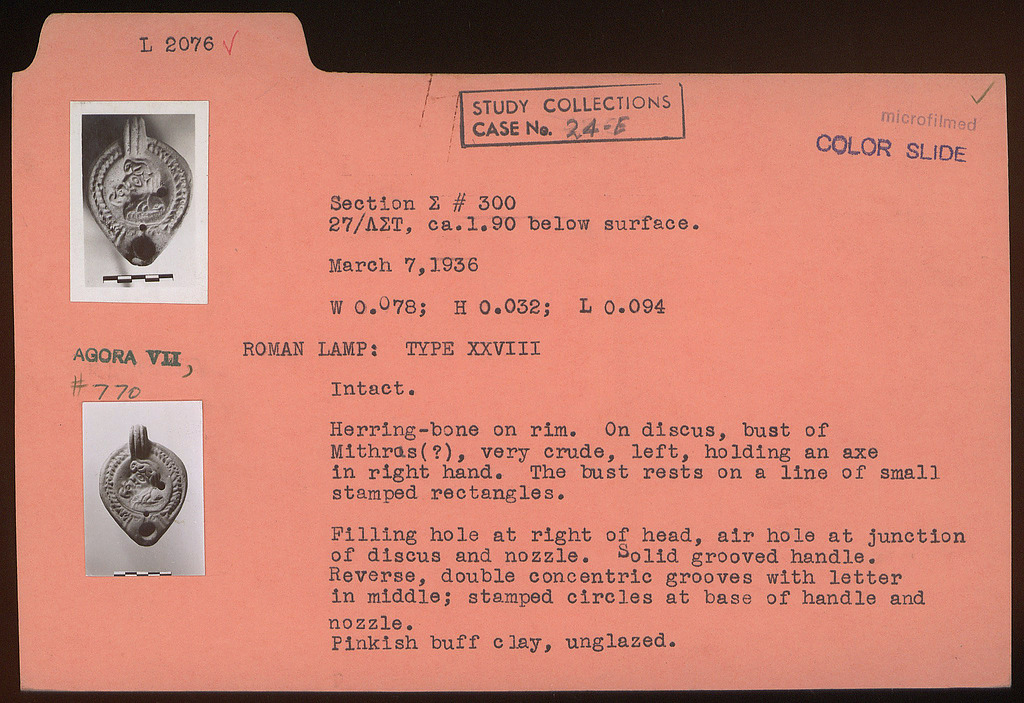 L 2076 ✓
STUDY COLLECTIONS
CASE No. 24-E
microfilmed
COLOR SLIDE
Section Σ # 300
27/ΛΣΤ, ca.1.90 below surface.
March 7,1936
W 0.078; H 0.032; L 0.094
AGORA VII,
# 770
ROMAN LAMP: TYPE XXVIII
Intact.
Herring-bone on rim. On discus, bust of
Mithras(?), very crude, left, holding an axe
in right hand. The bust rests on a line of small
stamped rectangles.
Filling hole at right of head, air hole at junction
of discus and nozzle. Solid grooved handle.
Reverse, double concentric grooves with letter
in middle; stamped circles at base of handle and
nozzle.
Pinkish buff clay, unglazed.